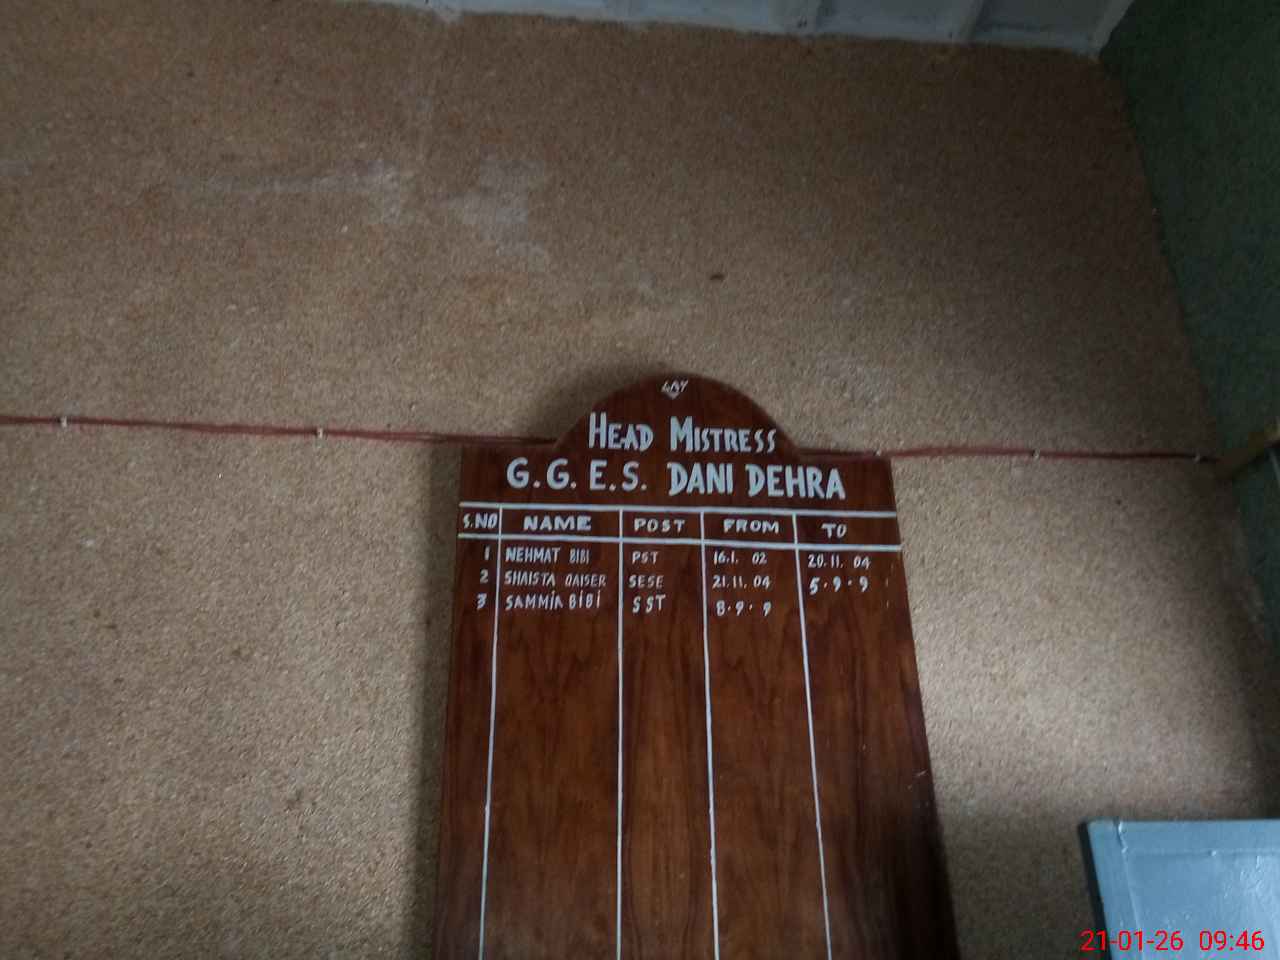 HEAD MISTRESS
G.G.E.S. DANI DEHRA
S.NO NAME POST FROM TO
1 NEHMAT BIBI PST 16.1. 02 20.11. 04
2 SHAISTA QAISER SESE 21.11. 04 5.9.9
3 SAMMIA BIBI SST 8.9.9
21-01-26 09:46